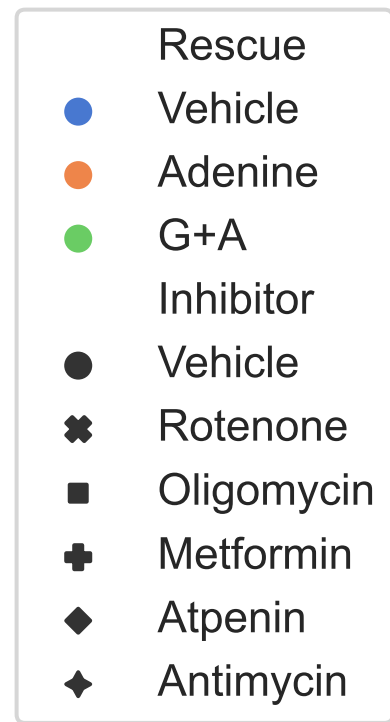 Rescue
Vehicle
Adenine
G+A
Inhibitor
Vehicle
Rotenone
Oligomycin
Metformin
Atpenin
Antimycin